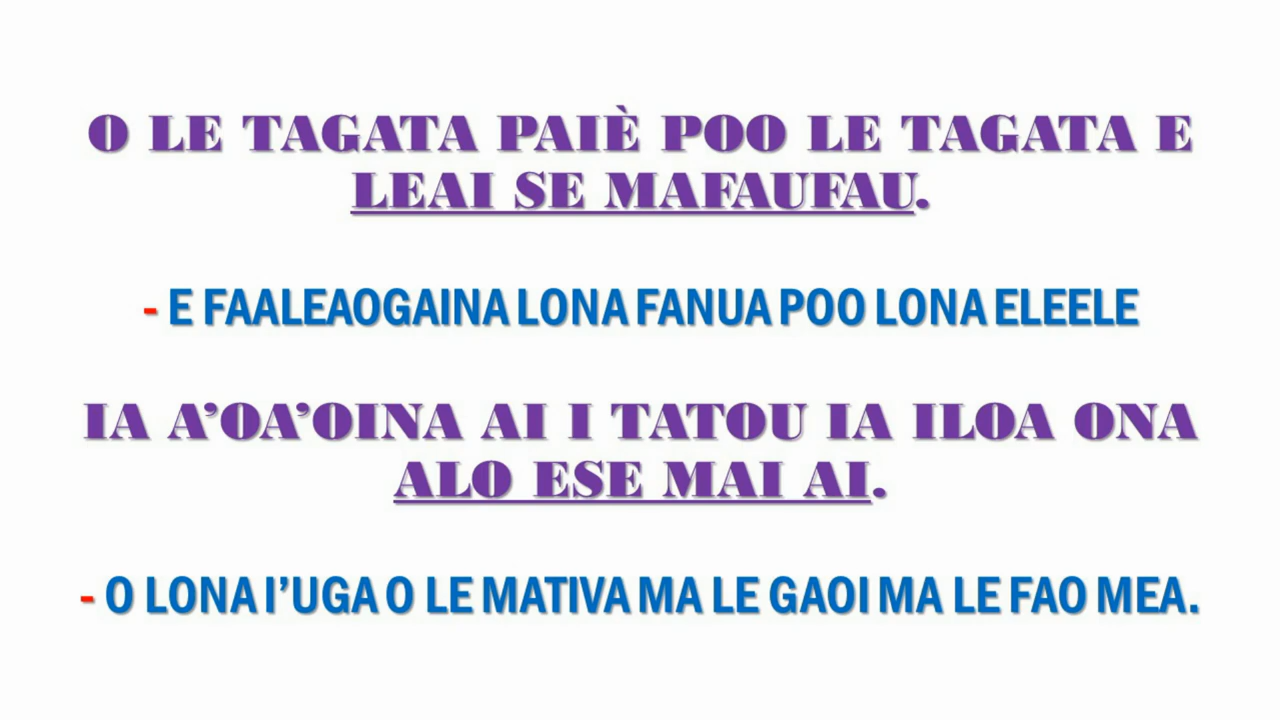 O LE TAGATA PAIÈ POO LE TAGATA E
LEAI SE MAFAUFAU.
- E FAALEAOGAINA LONA FANUA POO LONA ELEELE
IA A’OA’OINA AI I TATOU IA ILOA ONA
ALO ESE MAI AI.
- O LONA I’UGA O LE MATIVA MA LE GAOI MA LE FAO MEA.